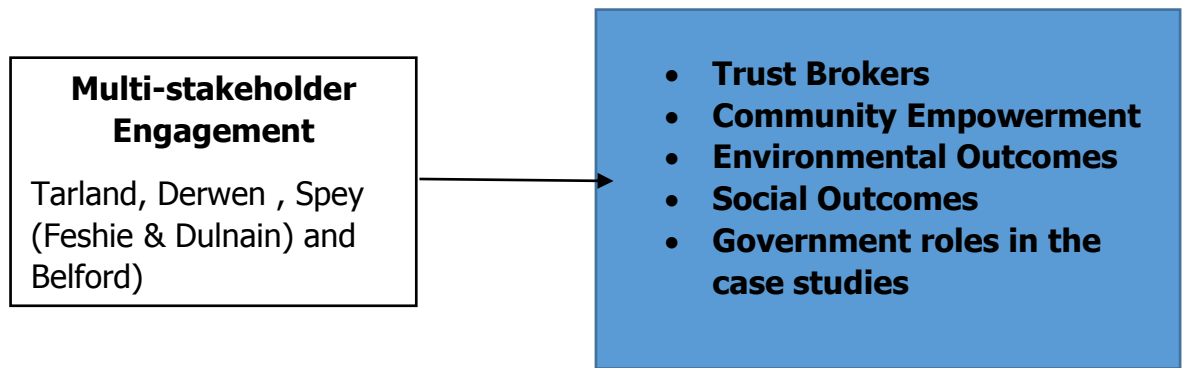 Multi-stakeholder
Engagement
Tarland, Derwen , Spey
(Feshie & Dulnain) and
Belford)
• Trust Brokers
• Community Empowerment
• Environmental Outcomes
• Social Outcomes
• Government roles in the
case studies